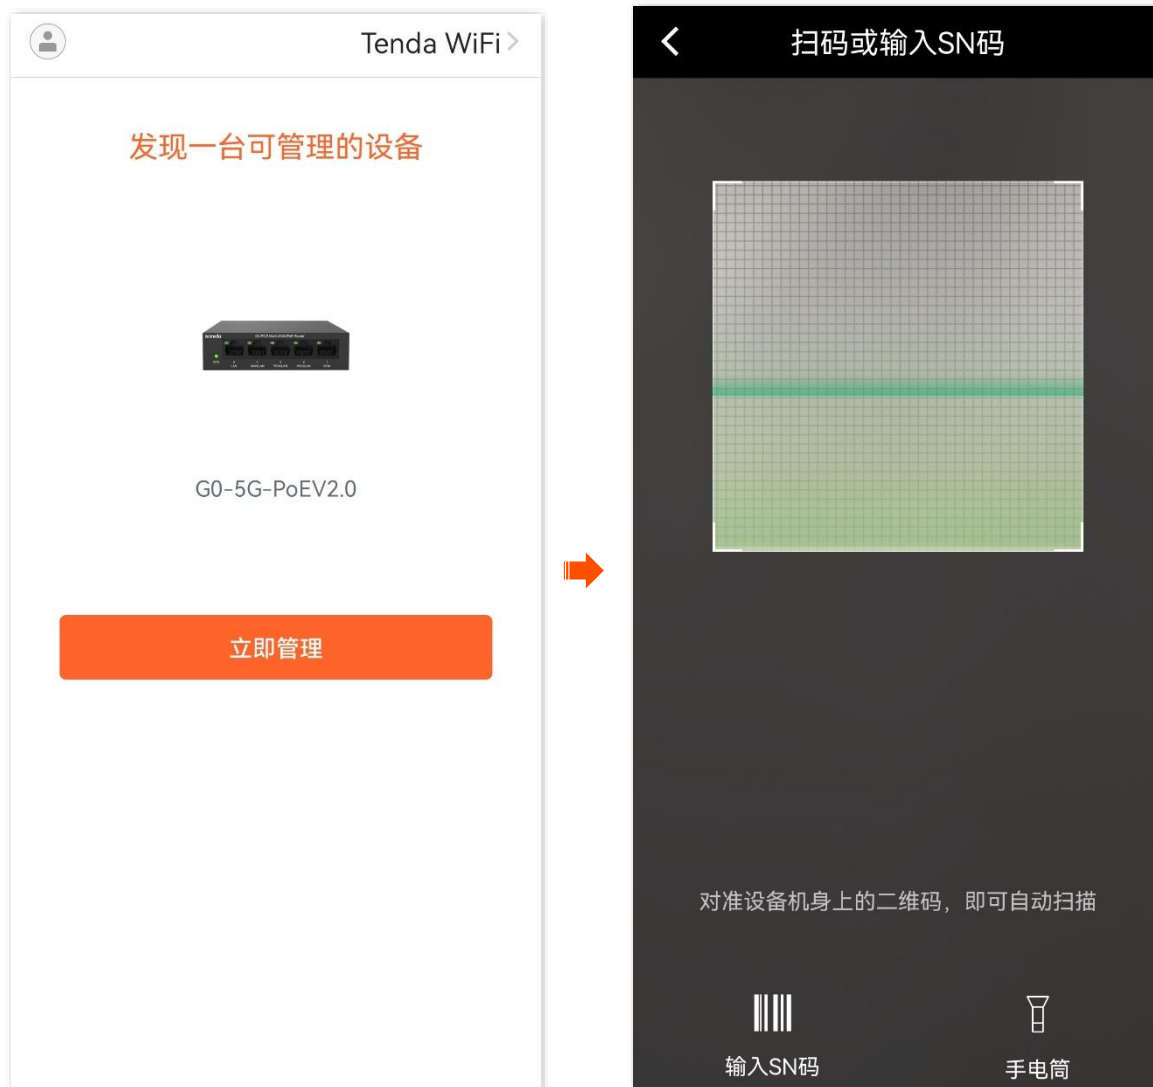 Tenda WiFi
发现一台可管理的设备
G0-5G-PoEV2.0
立即管理
扫码或输入SN码
对准设备机身上的二维码，即可自动扫描
输入SN码
手电筒